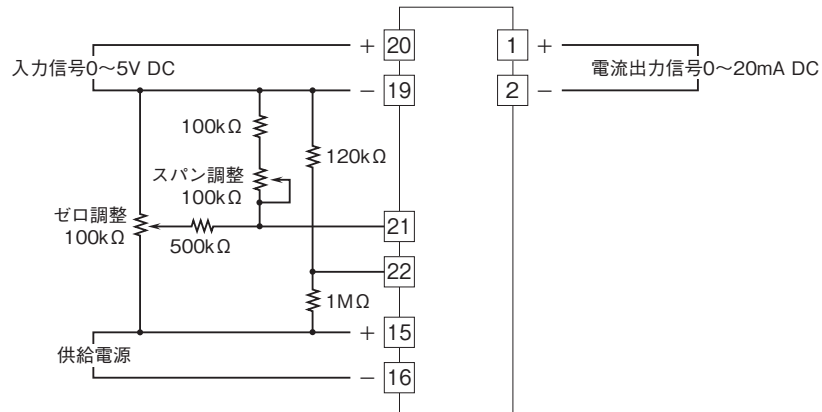 + 20
入力信号0～5V DC
− 19
1 +
電流出力信号0～20mA DC
2 −
100kΩ
120kΩ
スパン調整
100kΩ
ゼロ調整
100kΩ
500kΩ
21
22
1MΩ
+ 15
供給電源
− 16